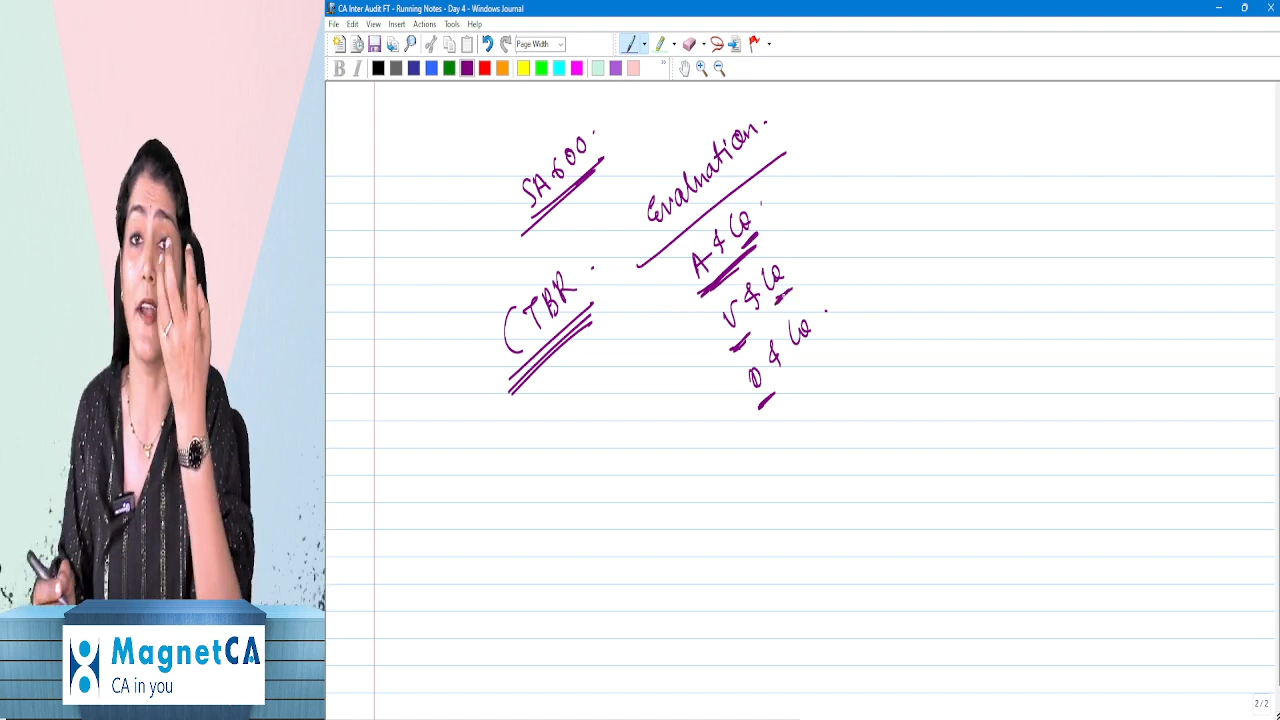 CA Inter Audit FT - Running Notes - Day 4 - Windows Journal
File Edit View Insert Actions Tools Help
Page Width
B I
SA 600.
Evaluation.
A & Co.
CTBR.
V & Co
D & Co.
MagnetCA
CA in you
2 / 2